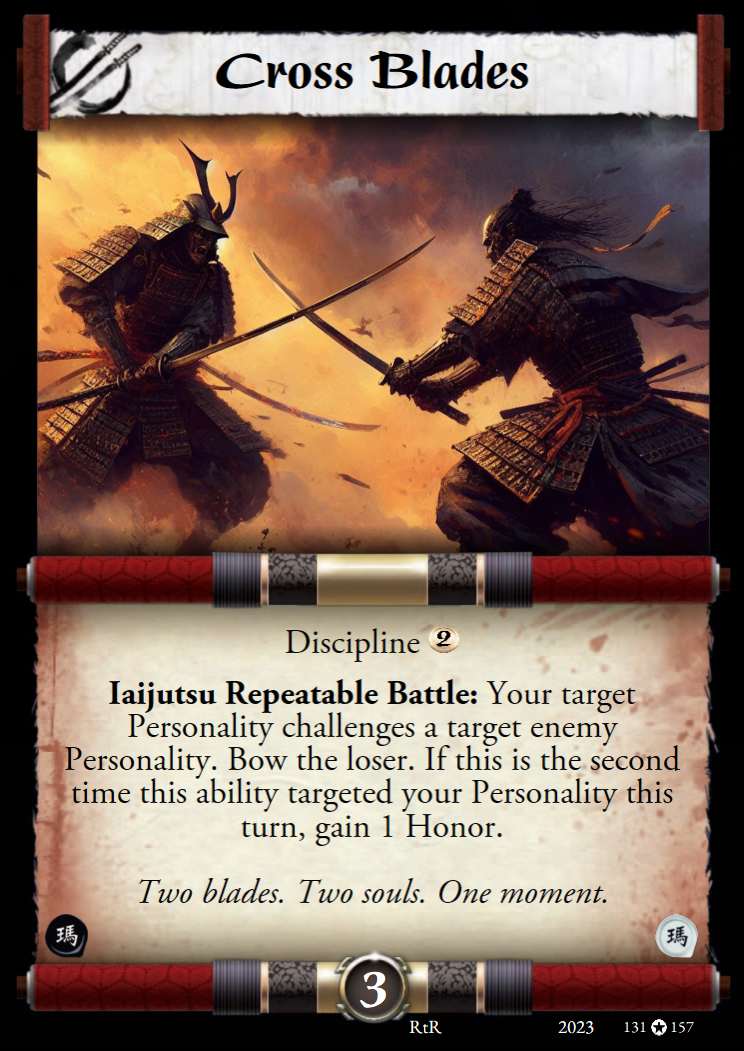 Cross Blades
Discipline 2
Iaijutsu Repeatable Battle: Your target
Personality challenges a target enemy
Personality. Bow the loser. If this is the second
time this ability targeted your Personality this
turn, gain 1 Honor.
Two blades. Two souls. One moment.
瑪 瑪
3
RtR 2023 131 ✪ 157